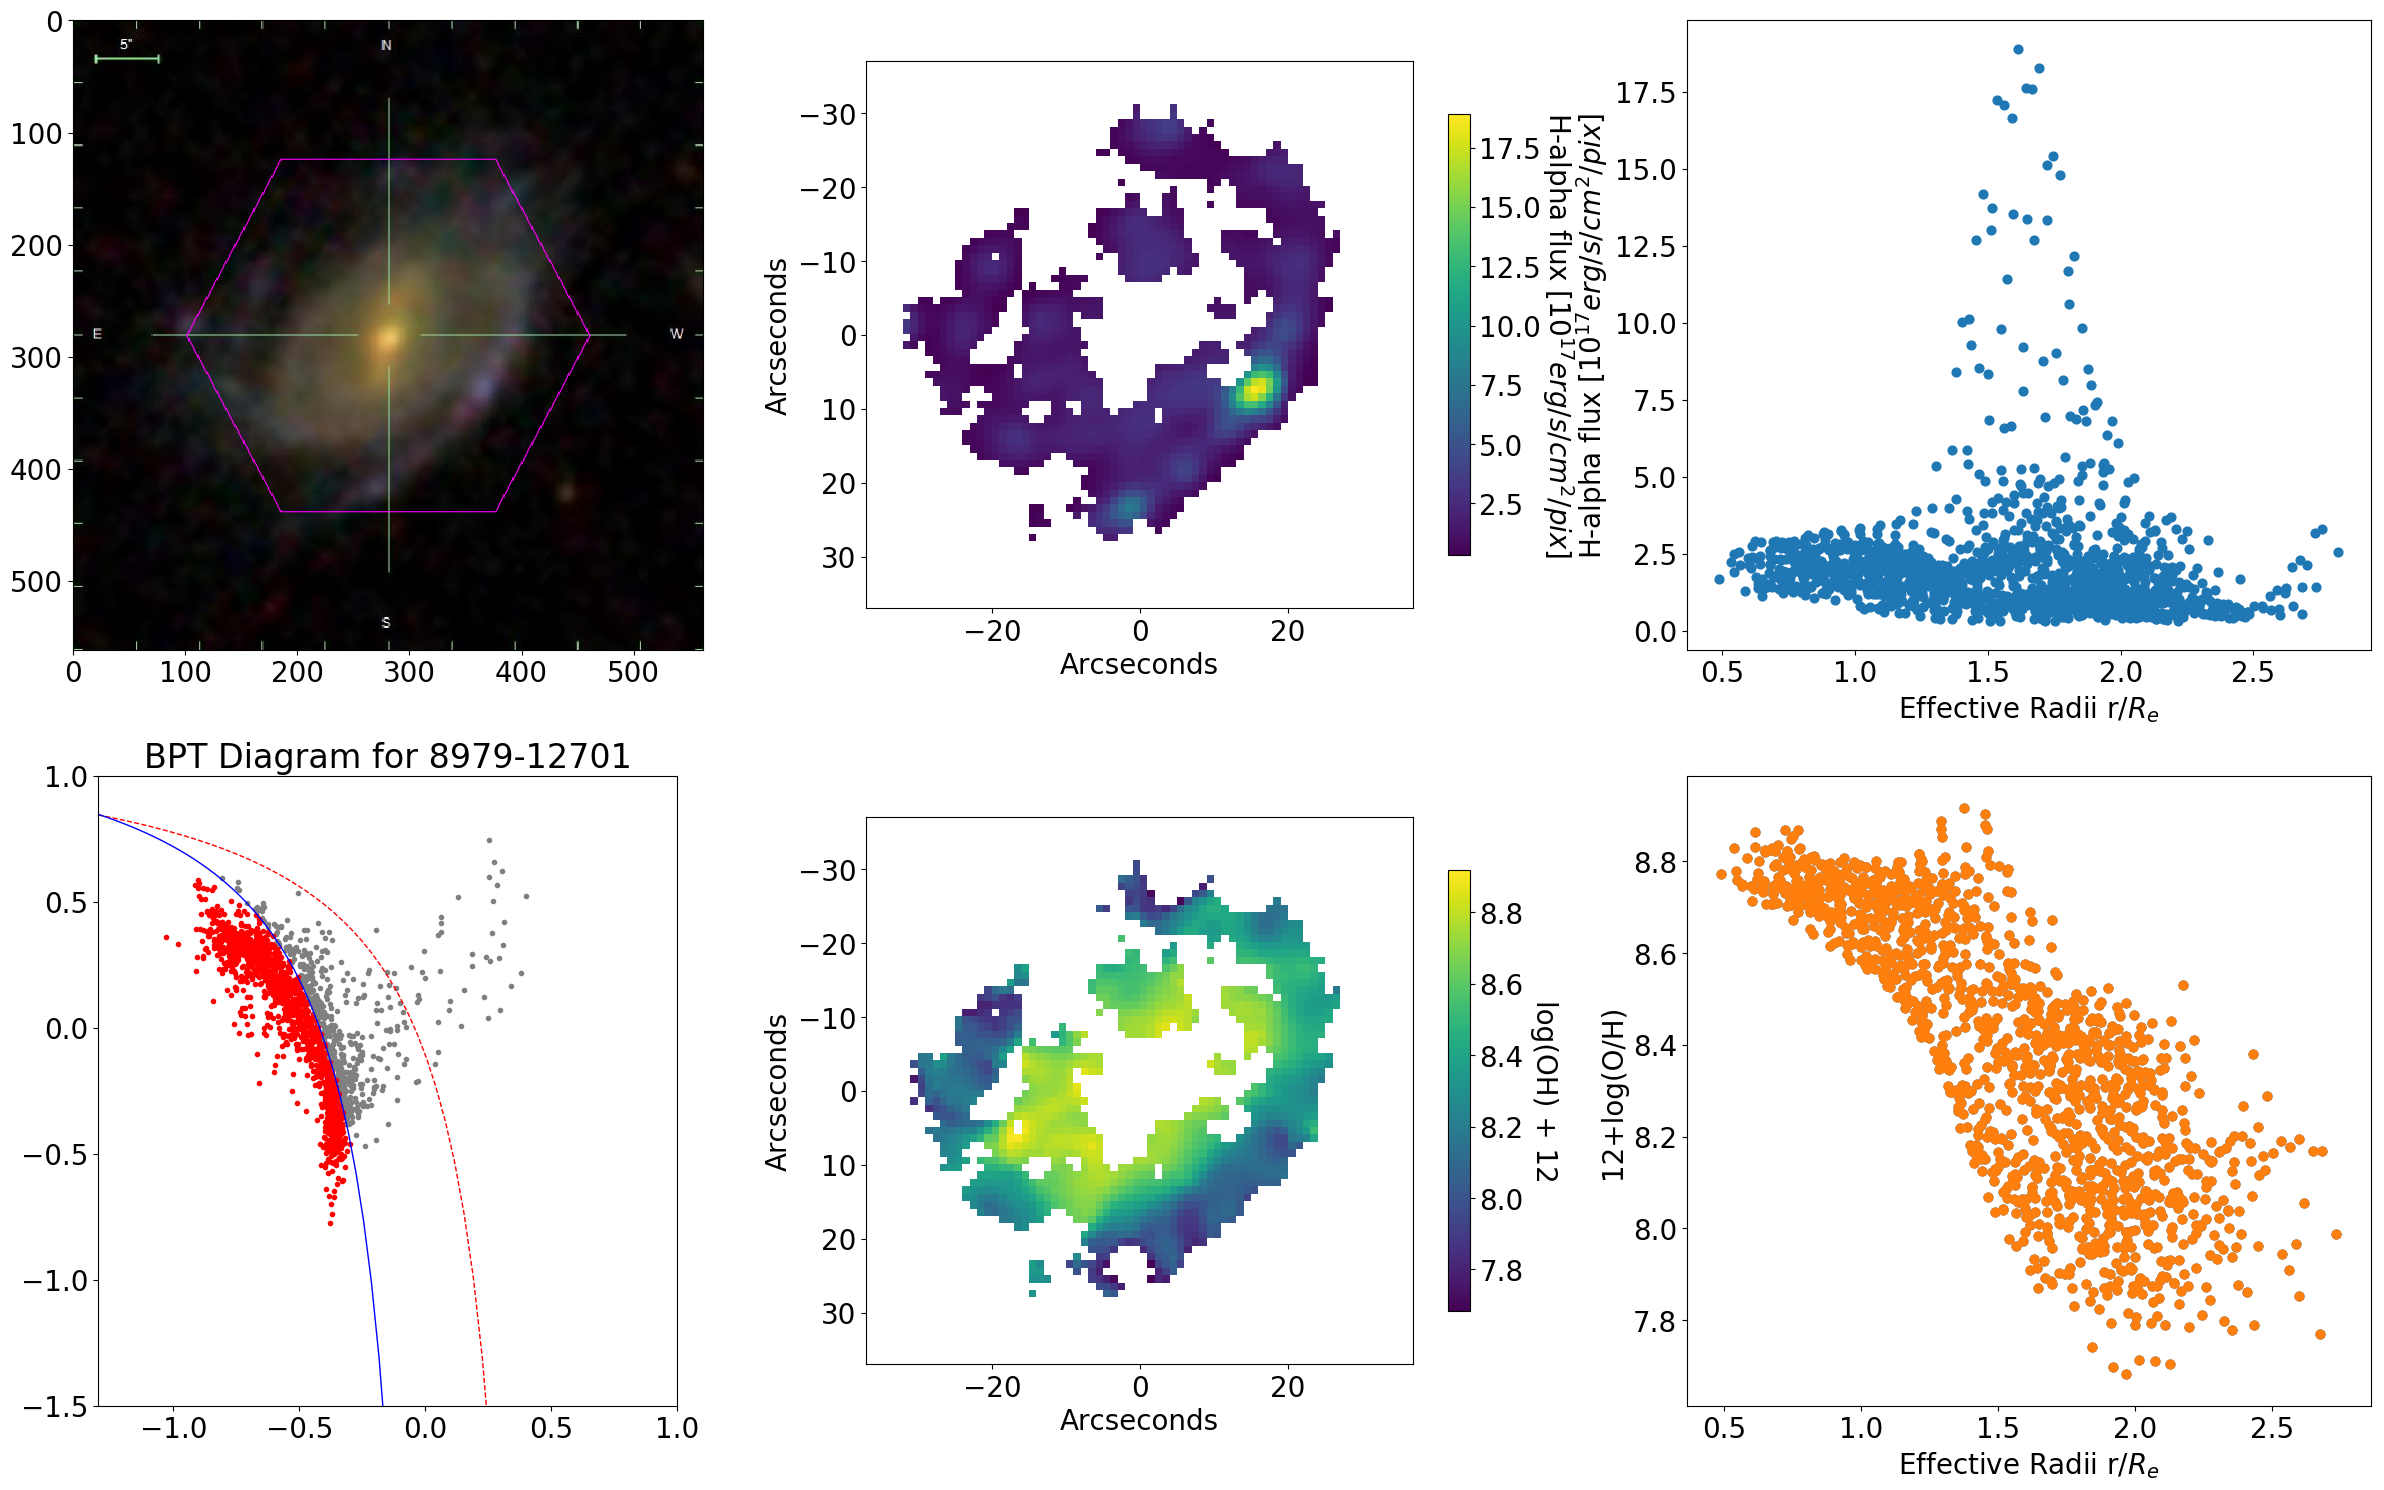 0
100
200
300
400
500
0 100 200 300 400 500
5"
N
E
W
S
−30
−20
−10
0
10
20
30
−20 0 20
Arcseconds
Arcseconds
17.5
15.0
12.5
10.0
7.5
5.0
2.5
H-alpha flux [10^17 erg/s/cm^2/pix]
H-alpha flux [10^17 erg/s/cm^2/pix]
17.5
15.0
12.5
10.0
7.5
5.0
2.5
0.0
0.5 1.0 1.5 2.0 2.5
Effective Radii r/R_e
BPT Diagram for 8979-12701
1.0
0.5
0.0
−0.5
−1.0
−1.5
−1.0 −0.5 0.0 0.5 1.0
−30
−20
−10
0
10
20
30
−20 0 20
Arcseconds
Arcseconds
8.8
8.6
8.4
8.2
8.0
7.8
log(OH) + 12
12+log(O/H)
8.8
8.6
8.4
8.2
8.0
7.8
0.5 1.0 1.5 2.0 2.5
Effective Radii r/R_e